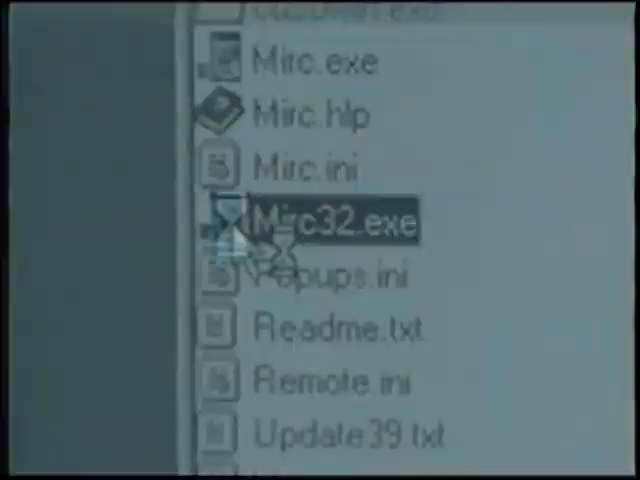 Mirc.exe
Mirc.hlp
Mirc.ini
Mirc32.exe
Popups.ini
Readme.txt
Remote.ini
Update39.txt